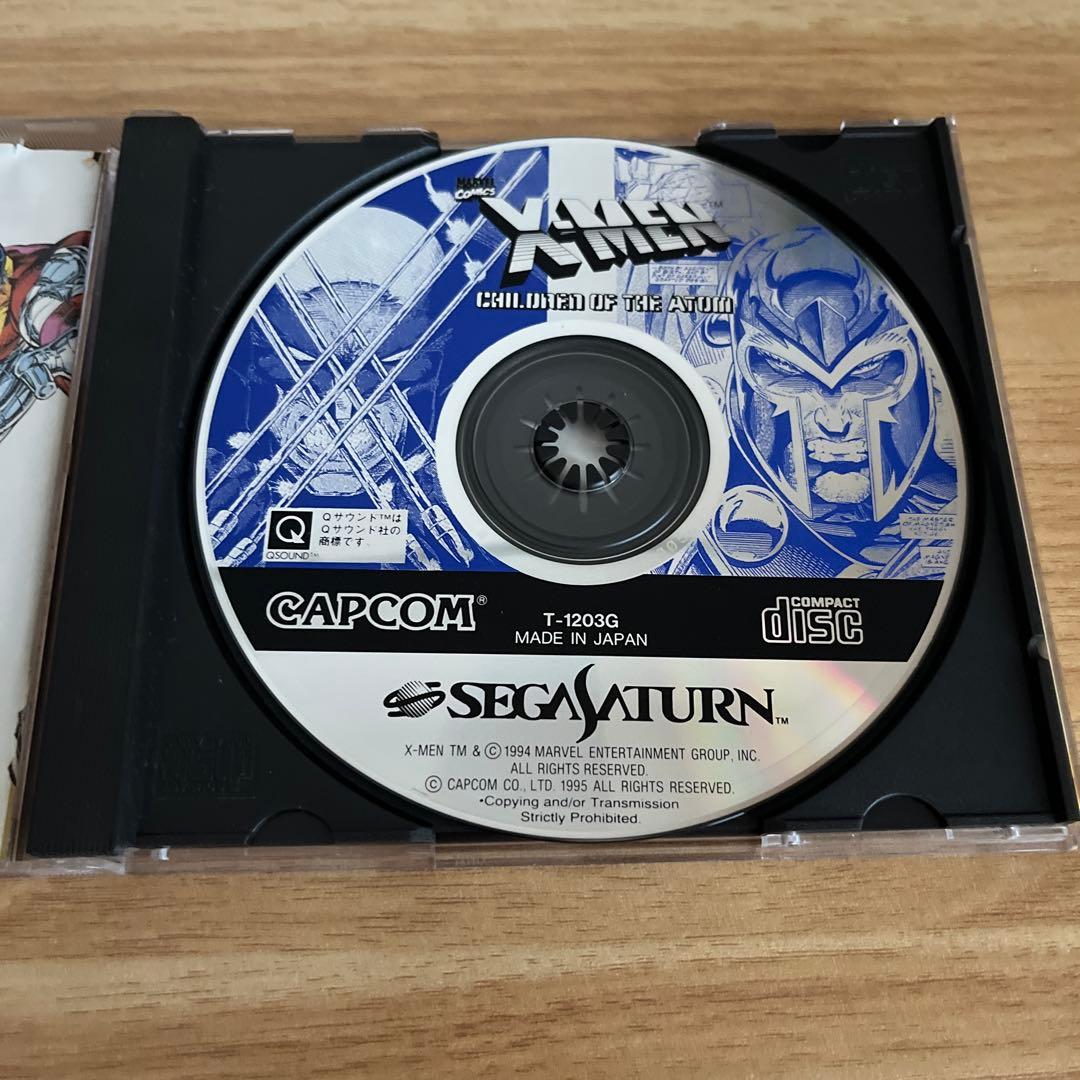 MARVEL
COMICS
X-MEN
TM
CHILDREN OF THE ATOM
Q
QSOUND™
Qサウンド™は
Qサウンド社の
商標です.
CAPCOM®
T-1203G
MADE IN JAPAN
COMPACT
disc
SEGA SATURN™
X-MEN TM & © 1994 MARVEL ENTERTAINMENT GROUP, INC.
ALL RIGHTS RESERVED.
© CAPCOM CO., LTD. 1995 ALL RIGHTS RESERVED.
•Copying and/or Transmission
Strictly Prohibited.